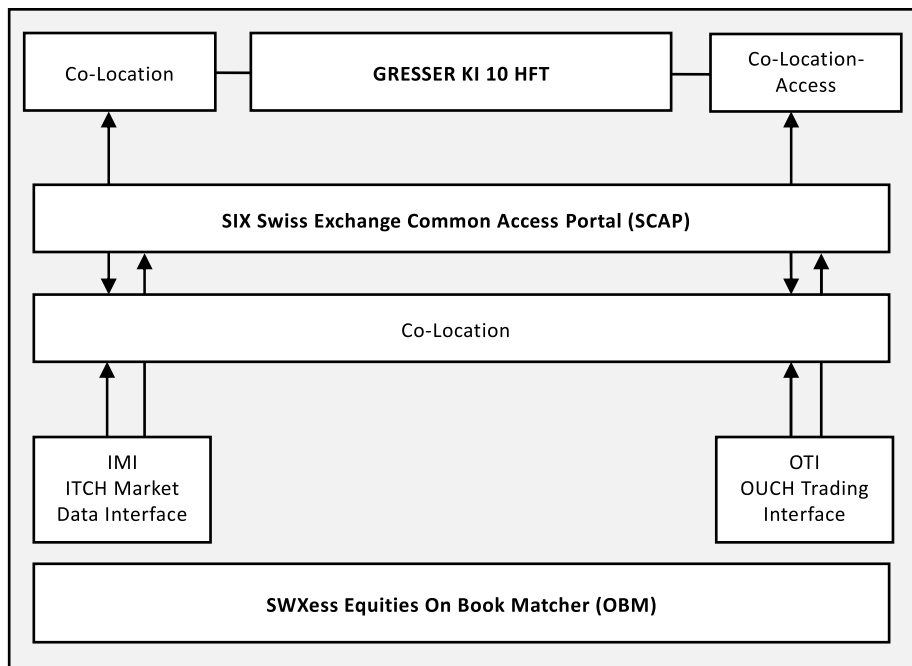 Co-Location
GRESSER KI 10 HFT
Co-Location-
Access
SIX Swiss Exchange Common Access Portal (SCAP)
Co-Location
IMI
ITCH Market
Data Interface
OTI
OUCH Trading
Interface
SWXess Equities On Book Matcher (OBM)